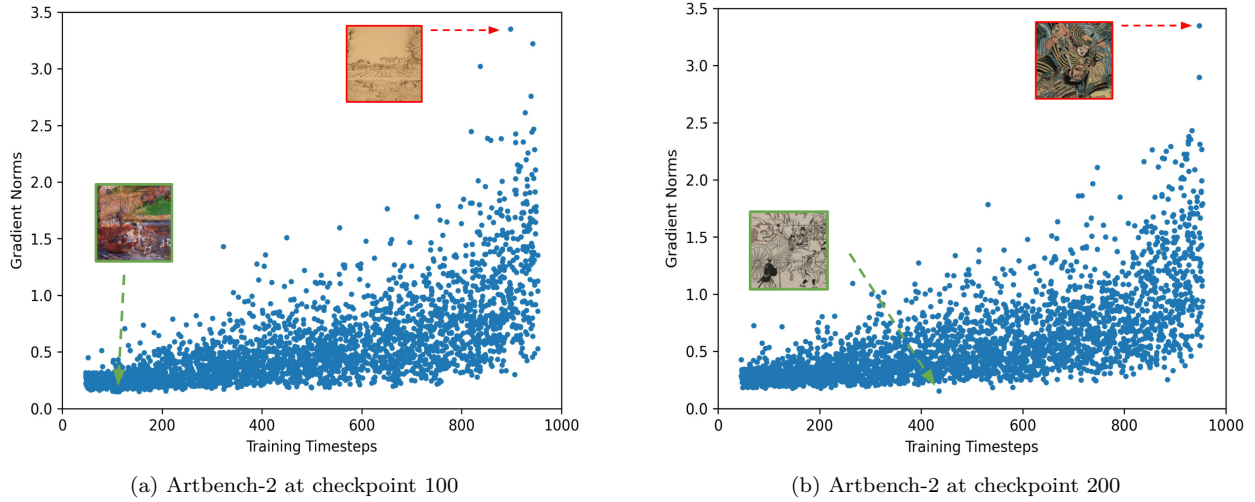 3.5
3.0
2.5
2.0
1.5
1.0
0.5
0.0
Gradient Norms
0 200 400 600 800 1000
Training Timesteps
(a) Artbench-2 at checkpoint 100
3.5
3.0
2.5
2.0
1.5
1.0
0.5
0.0
Gradient Norms
0 200 400 600 800 1000
Training Timesteps
(b) Artbench-2 at checkpoint 200